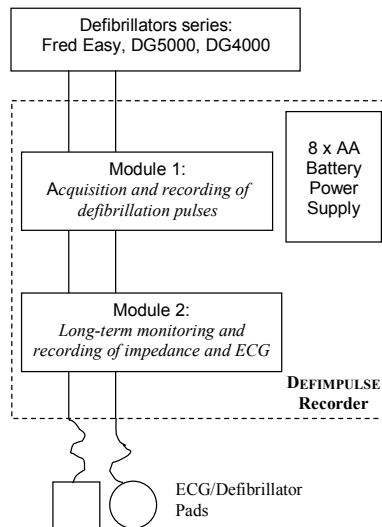 Defibrillators series:
Fred Easy, DG5000, DG4000
8 x AA
Battery
Power
Supply
Module 1:
Acquisition and recording of
defibrillation pulses
Module 2:
Long-term monitoring and
recording of impedance and ECG
DEFIMPULSE
Recorder
ECG/Defibrillator
Pads